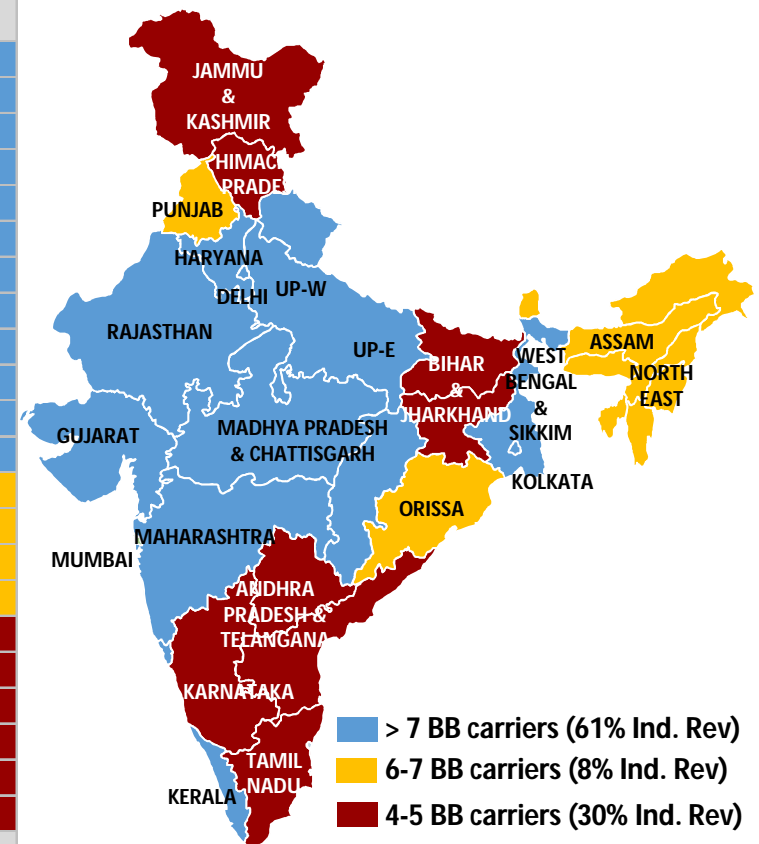 JAMMU
&
KASHMIR
HIMAC
PRADE
PUNJAB
HARYANA
DELHI
UP-W
RAJASTHAN
UP-E
ASSAM
WEST
BENGAL
&
SIKKIM
NORTH
EAST
BIHAR
&
JHARKHAND
GUJARAT
MADHYA PRADESH
& CHATTISGARH
KOLKATA
ORISSA
MAHARASHTRA
MUMBAI
ANDHRA
PRADESH &
TELANGANA
KARNATAKA
TAMIL
NADU
KERALA
> 7 BB carriers (61% Ind. Rev)
6-7 BB carriers (8% Ind. Rev)
4-5 BB carriers (30% Ind. Rev)